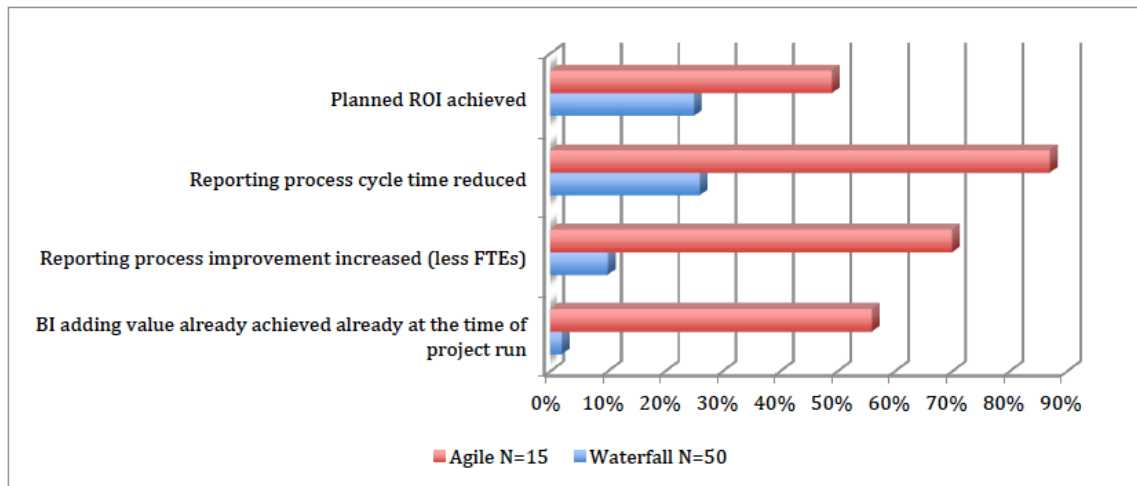 Planned ROI achieved
Reporting process cycle time reduced
Reporting process improvement increased (less FTEs)
BI adding value already achieved already at the time of
project run
0% 10% 20% 30% 40% 50% 60% 70% 80% 90%
Agile N=15 Waterfall N=50